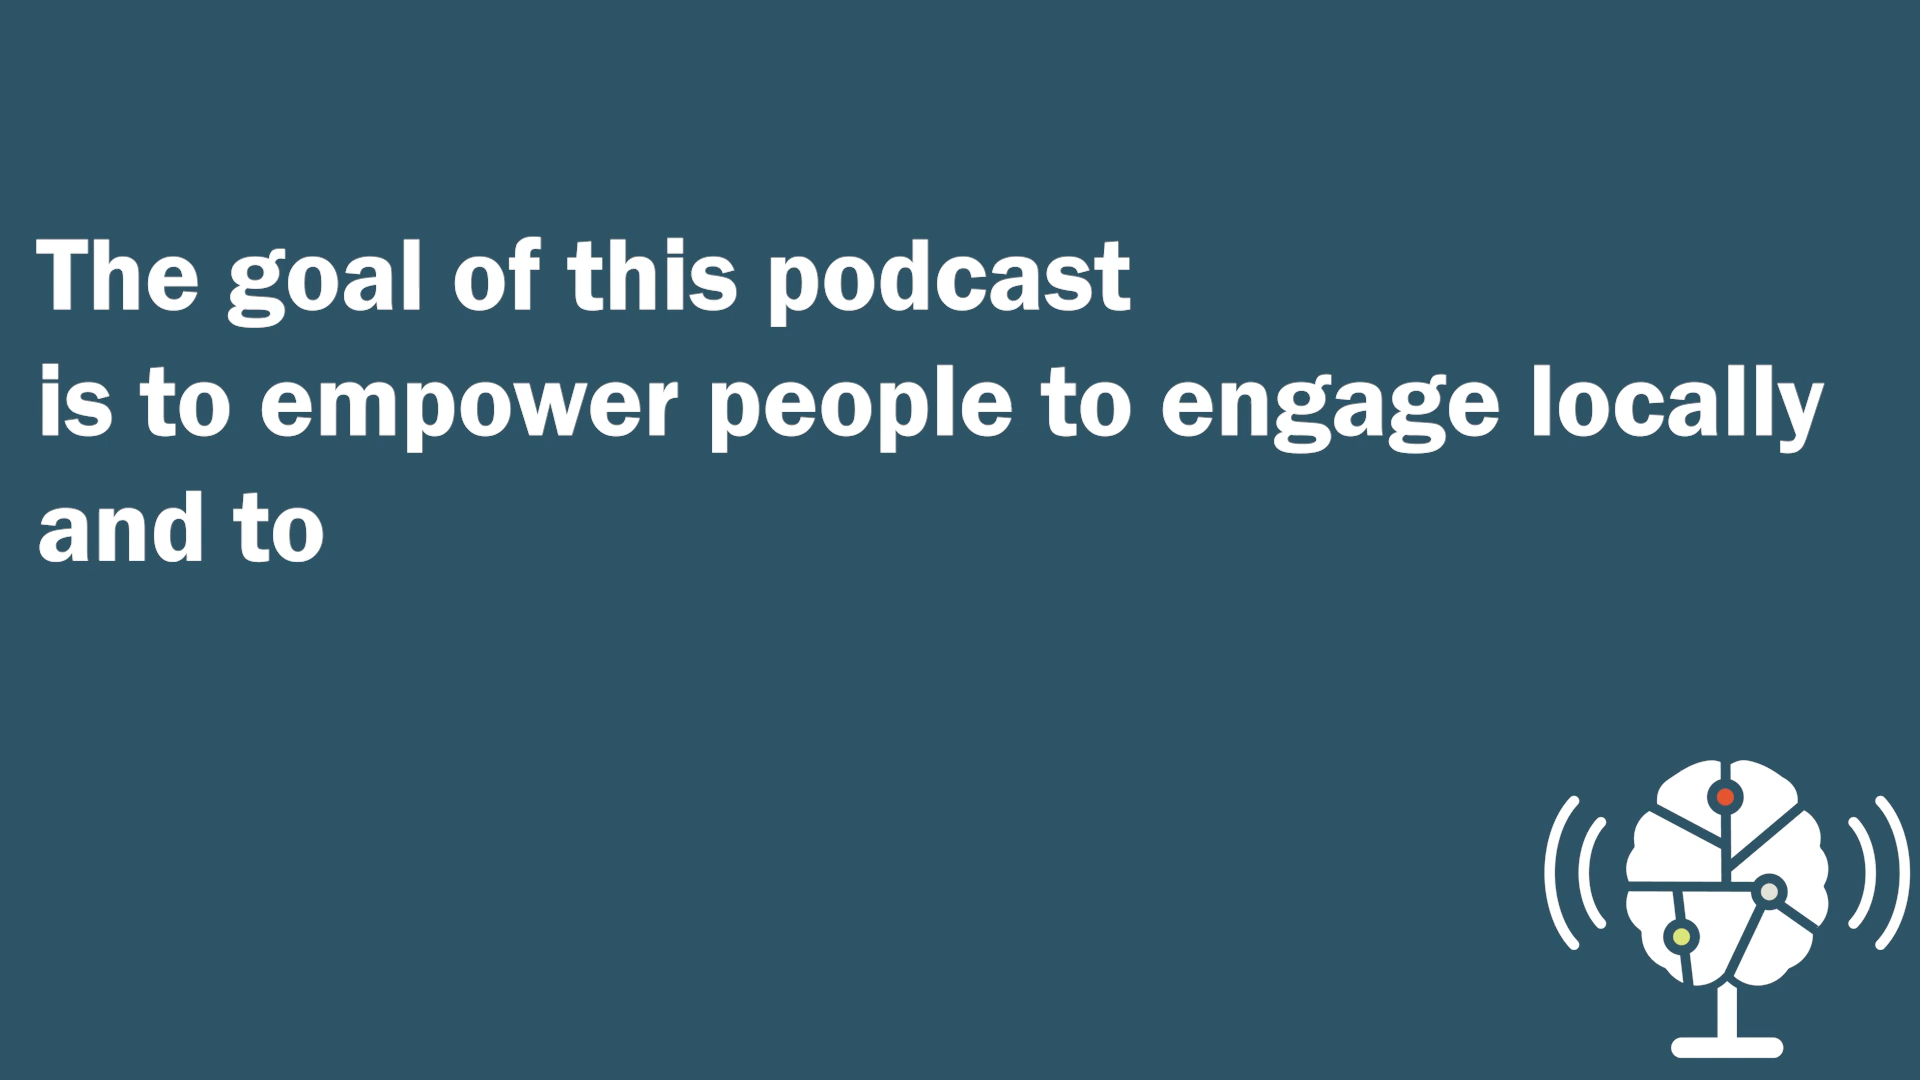 The goal of this podcast
is to empower people to engage locally
and to